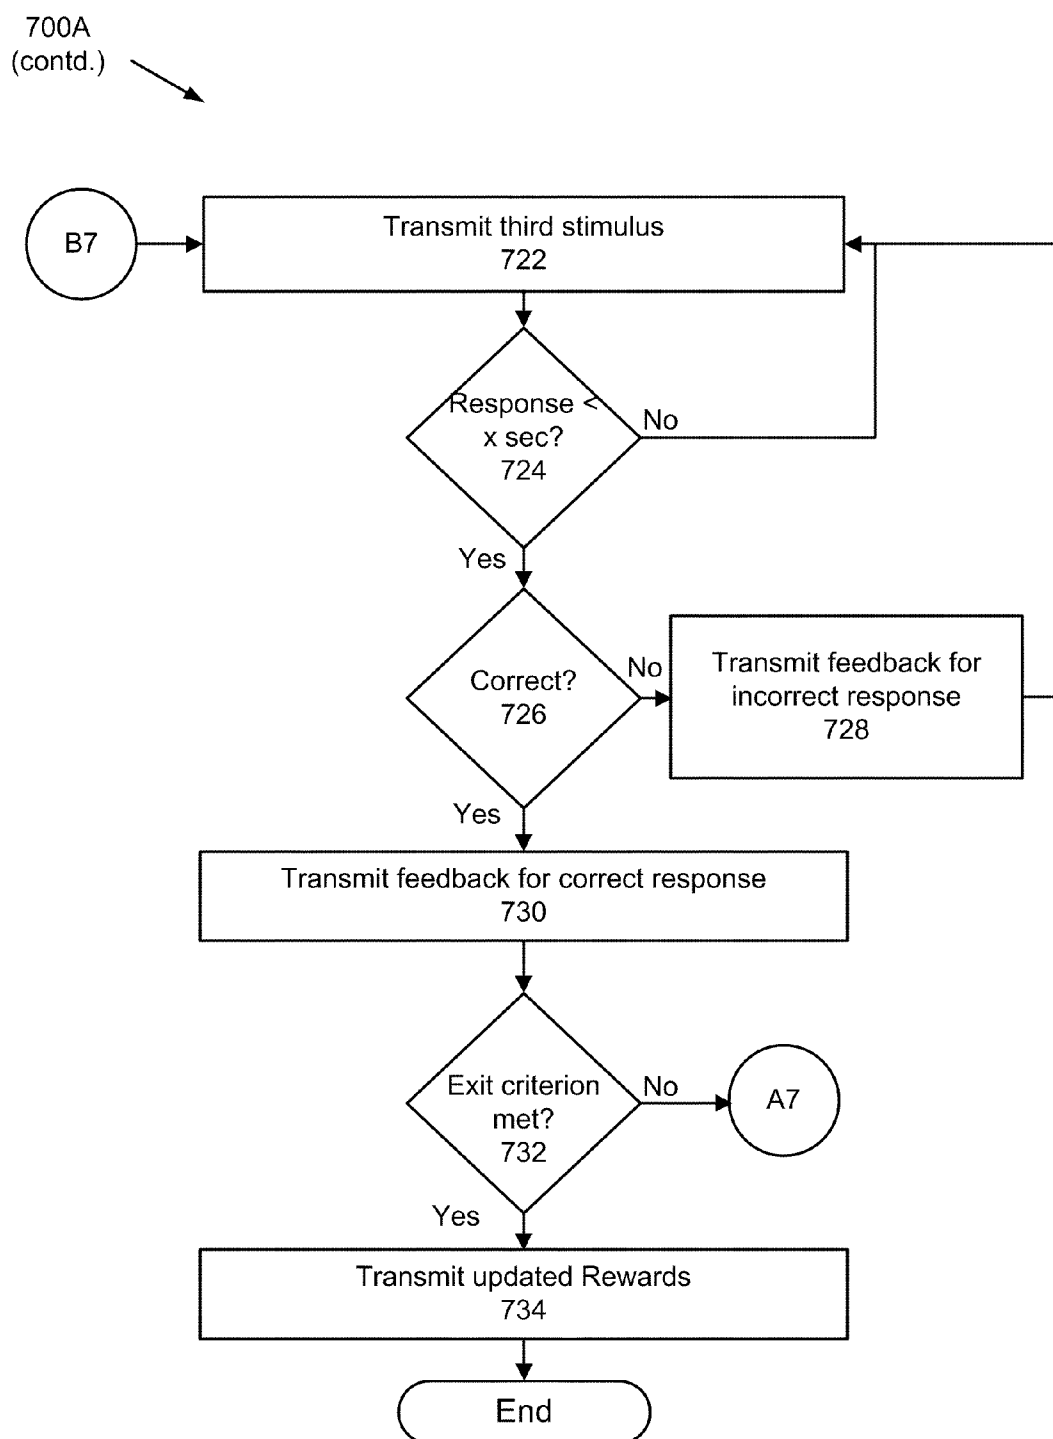 700A
(contd.)
B7
Transmit third stimulus
722
Response <
x sec?
724
No
Yes
Correct?
726
No
Transmit feedback for
incorrect response
728
Yes
Transmit feedback for correct response
730
Exit criterion
met?
732
No
A7
Yes
Transmit updated Rewards
734
End